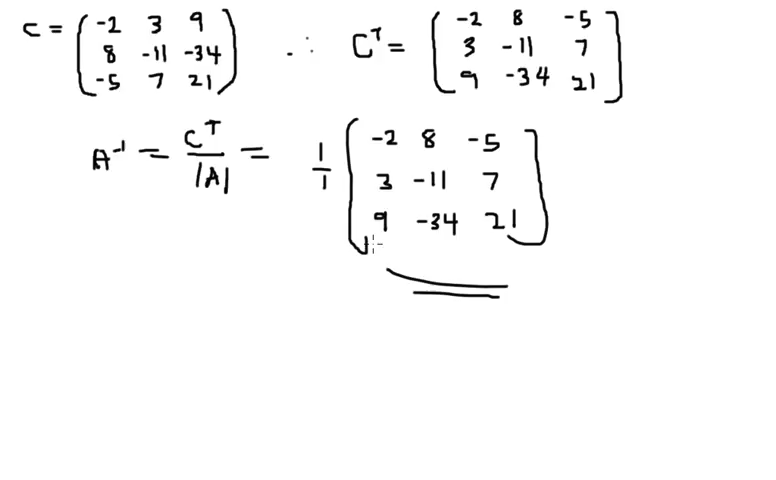 C = ( -2 3 9 ∴ Cᵀ = [ -2 8 -5
8 -11 -34 3 -11 7
-5 7 21 ) 9 -34 21 ]
A⁻¹ = Cᵀ/|A| = 1/1 [ -2 8 -5
3 -11 7
9 -34 21 ]